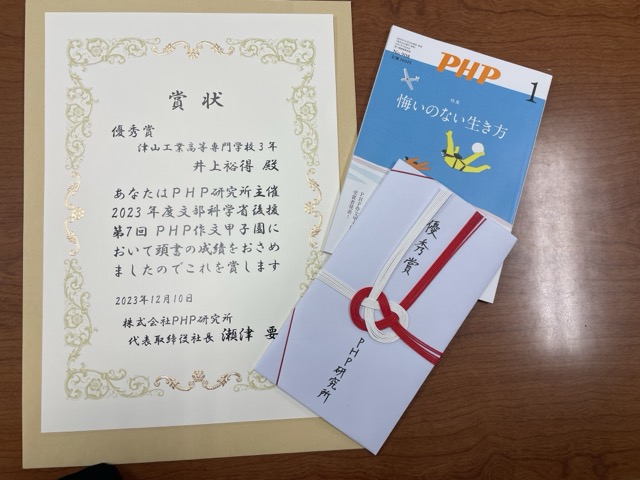 賞状
優秀賞
津山工業高等専門学校3年
井上裕得 殿
あなたはPHP研究所主催
2023年度文部科学省後援
第7回 PHP作文甲子園に
おいて頭書の成績をおさめ
ましたのでこれを賞します
2023年12月10日
株式会社PHP研究所
代表取締役社長 瀬津 要
PHP
1
特集
悔いのない生き方
優秀賞
PHP研究所